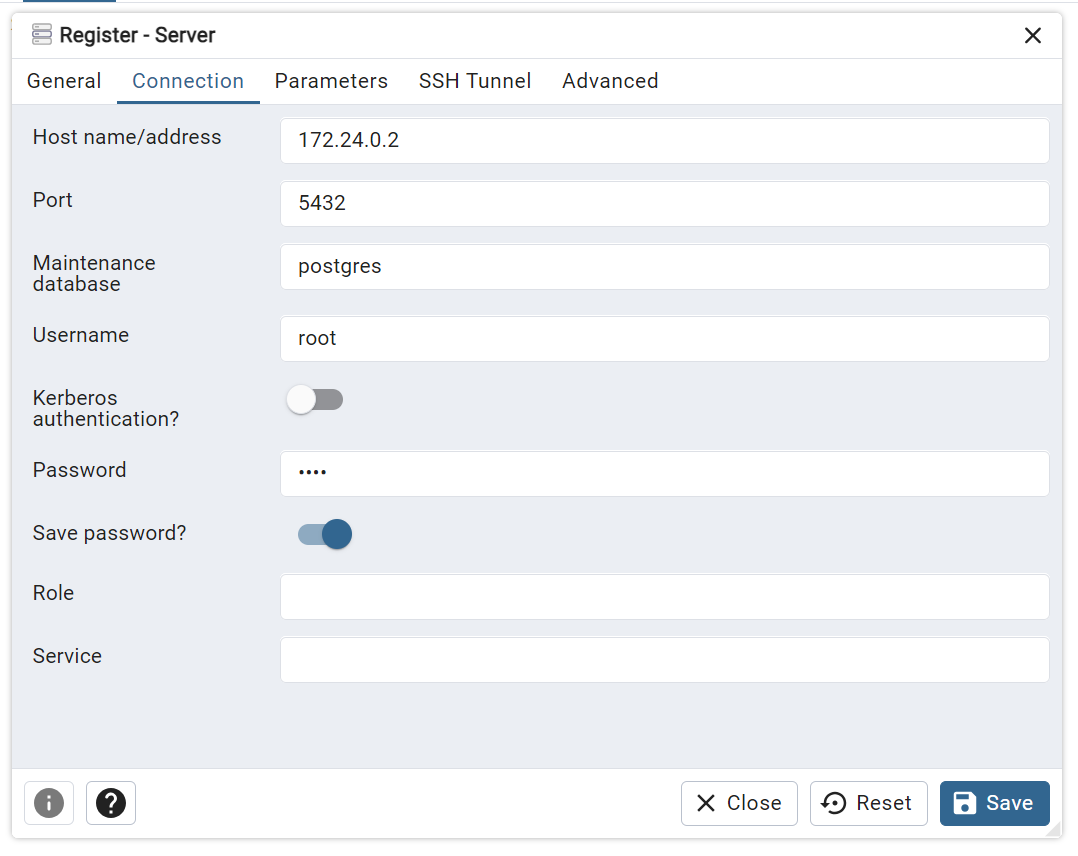 Register - Server
General Connection Parameters SSH Tunnel Advanced
Host name/address 172.24.0.2
Port 5432
Maintenance
database
postgres
Username root
Kerberos
authentication?
Password ••••
Save password?
Role
Service
Close Reset Save